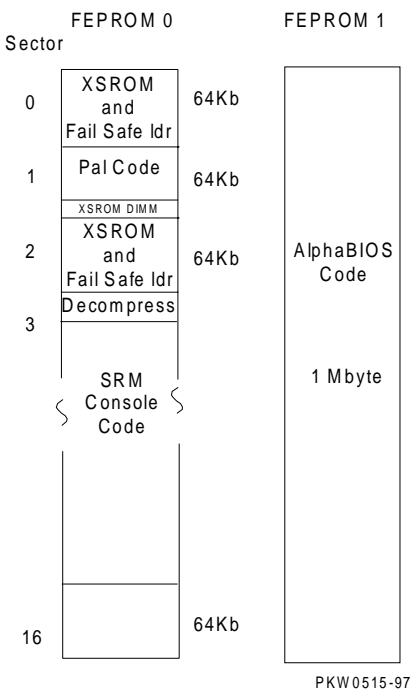 FEPROM 0
FEPROM 1
Sector
0
XSROM
and
Fail Safe ldr
64Kb
1
Pal Code
64Kb
XSROM DIMM
2
XSROM
and
Fail Safe ldr
64Kb
Decompress
3
SRM
Console
Code
16
64Kb
AlphaBIOS
Code
1 Mbyte
PKW0515-97